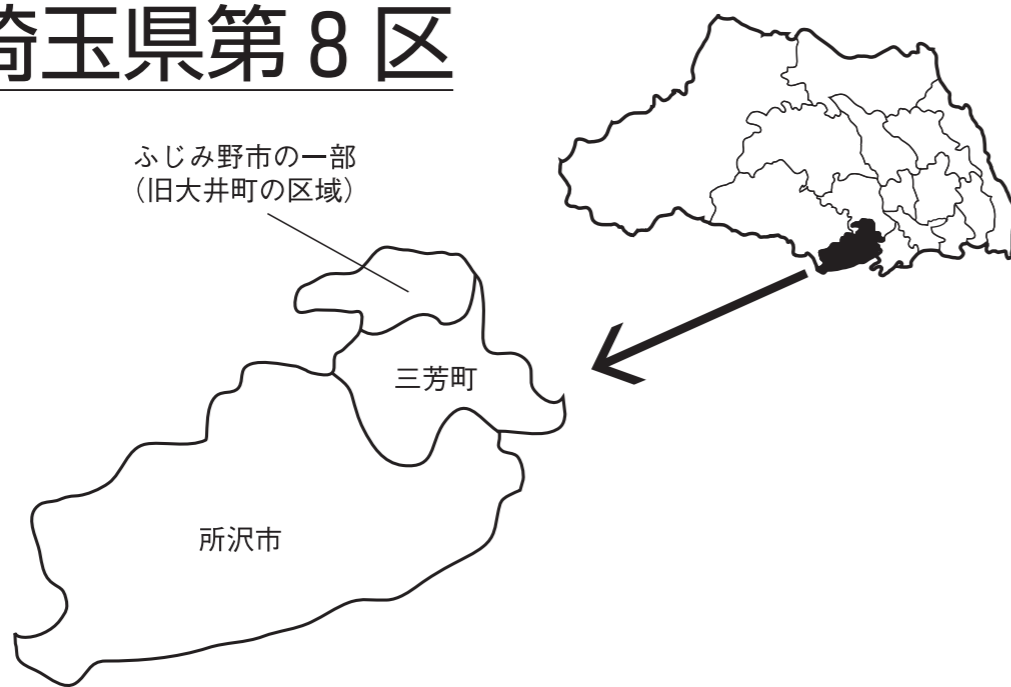 埼玉県第8区
ふじみ野市の一部
（旧大井町の区域）
三芳町
所沢市